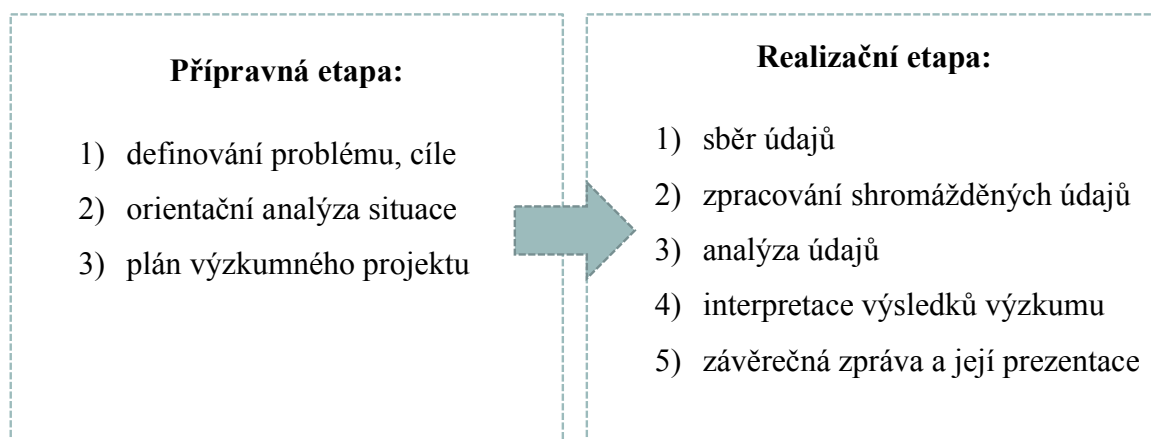 Přípravná etapa:
1) definování problému, cíle
2) orientační analýza situace
3) plán výzkumného projektu
Realizační etapa:
1) sběr údajů
2) zpracování shromážděných údajů
3) analýza údajů
4) interpretace výsledků výzkumu
5) závěrečná zpráva a její prezentace